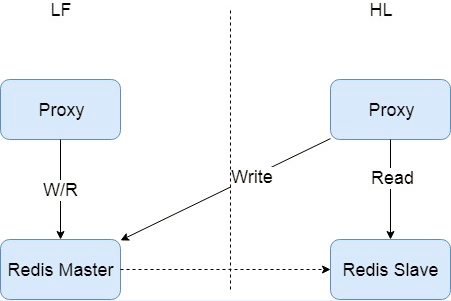 LF
HL
Proxy
Proxy
W/R
Write
Read
Redis Master
Redis Slave